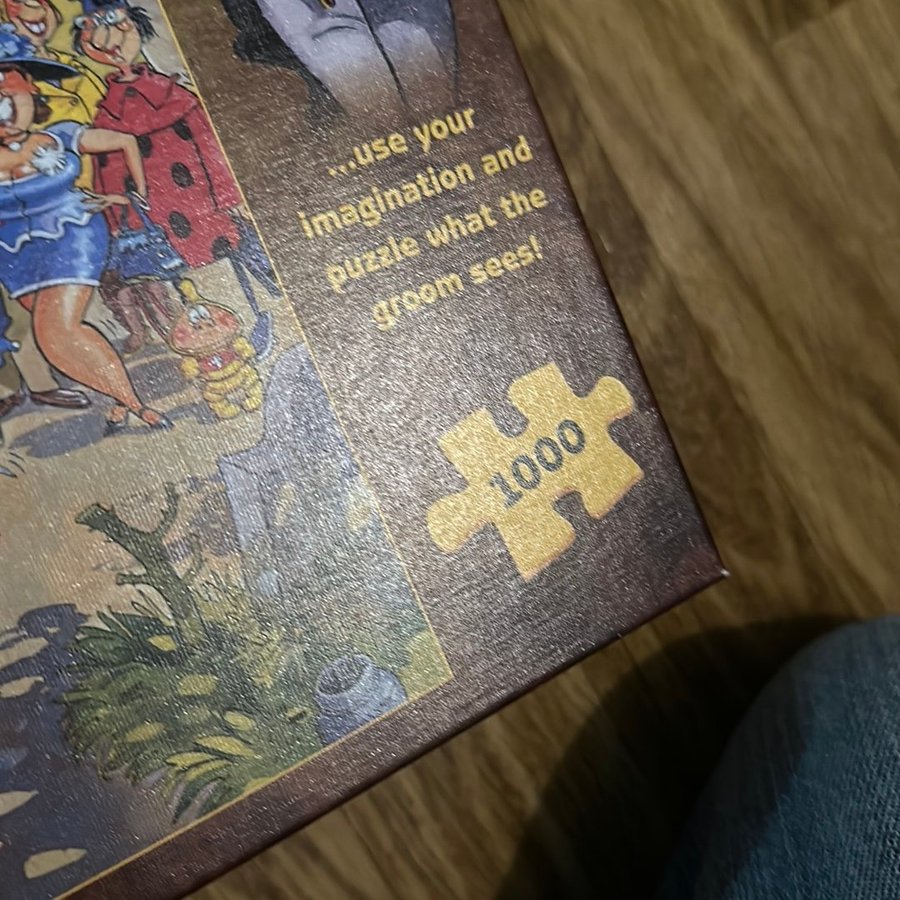 ...use your
imagination and
puzzle what the
groom sees!
1000